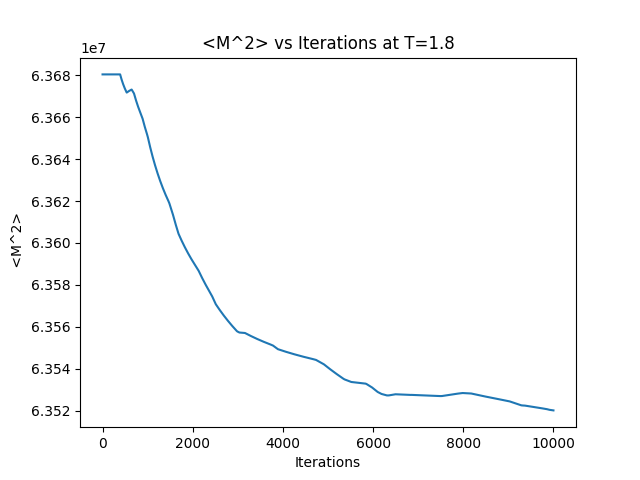 <M^2> vs Iterations at T=1.8
1e7
6.368
6.366
6.364
6.362
6.360
6.358
6.356
6.354
6.352
<M^2>
0 2000 4000 6000 8000 10000
Iterations